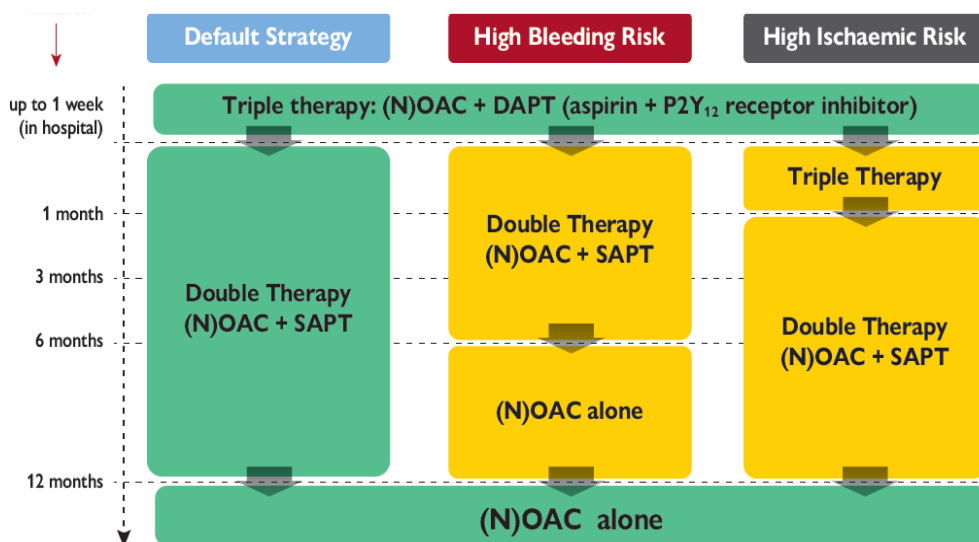 Default Strategy
High Bleeding Risk
High Ischaemic Risk
up to 1 week
(in hospital)
Triple therapy: (N)OAC + DAPT (aspirin + P2Y₁₂ receptor inhibitor)
Triple Therapy
1 month
Double Therapy
(N)OAC + SAPT
3 months
Double Therapy
(N)OAC + SAPT
Double Therapy
(N)OAC + SAPT
6 months
(N)OAC alone
12 months
(N)OAC alone